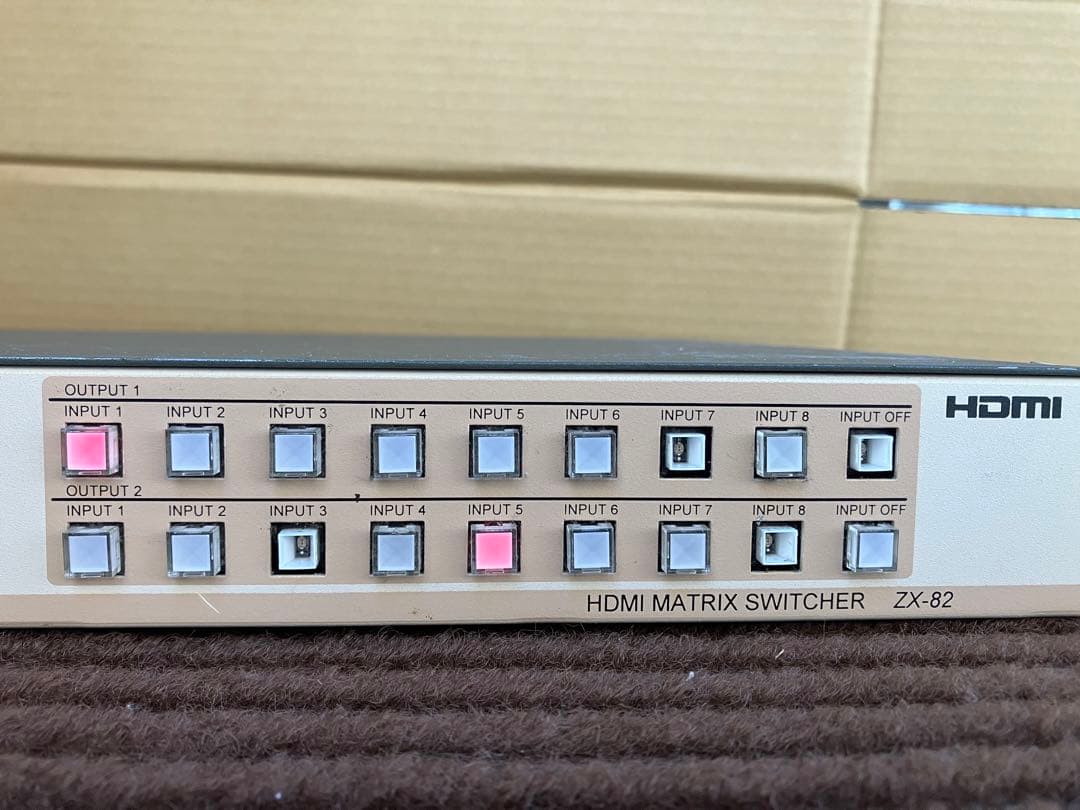 OUTPUT 1
INPUT 1 INPUT 2 INPUT 3 INPUT 4 INPUT 5 INPUT 6 INPUT 7 INPUT 8 INPUT OFF
HDMI
OUTPUT 2
INPUT 1 INPUT 2 INPUT 3 INPUT 4 INPUT 5 INPUT 6 INPUT 7 INPUT 8 INPUT OFF
HDMI MATRIX SWITCHER ZX-82